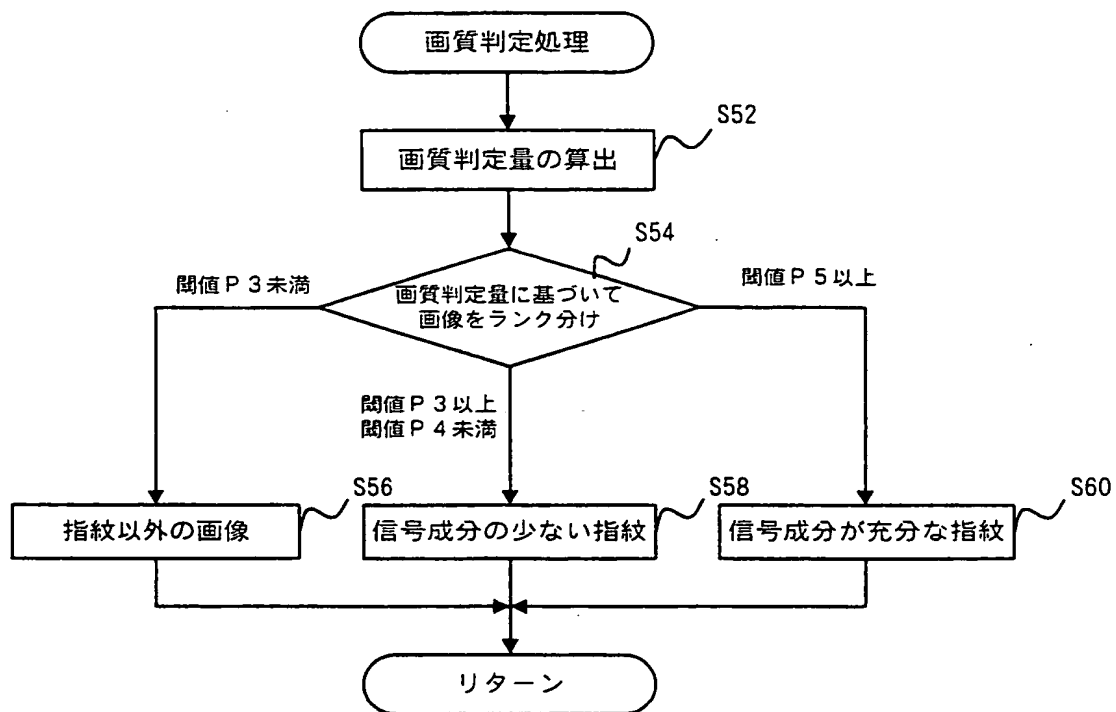 画質判定処理
S52
画質判定量の算出
S54
閾値P3未満
画質判定量に基づいて
画像をランク分け
閾値P5以上
閾値P3以上
閾値P4未満
S56
指紋以外の画像
S58
信号成分の少ない指紋
S60
信号成分が充分な指紋
リターン